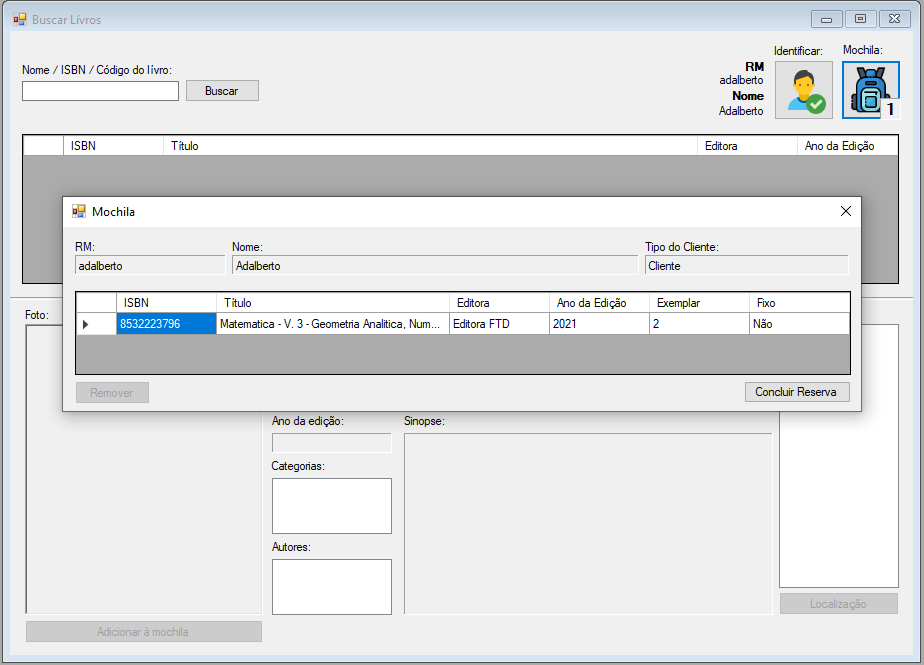 Buscar Livros
Identificar: Mochila:
Nome / ISBN / Código do livro:
RM
adalberto
Buscar
Nome
Adalberto
1
ISBN Título Editora Ano da Edição
Mochila
RM: Nome: Tipo do Cliente:
adalberto Adalberto Cliente
ISBN Título Editora Ano da Edição Exemplar Fixo
8532223796 Matematica - V. 3 - Geometria Analitica, Num... Editora FTD 2021 2 Não
Remover Concluir Reserva
Foto:
Ano da edição: Sinopse:
Categorias:
Autores:
Localização
Adicionar à mochila